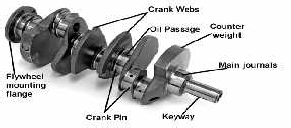 Crank Webs
Oil Passage
Counter
weight
Main journals
Flywheel
mounting
flange
Crank Pin
Keyway